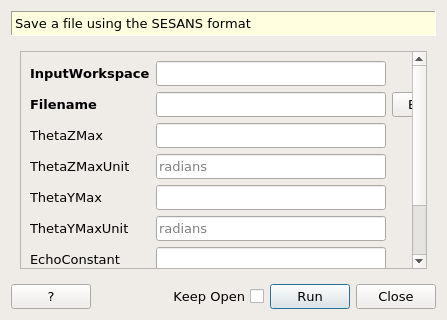 Save a file using the SESANS format
InputWorkspace
Filename
ThetaZMax
ThetaZMaxUnit radians
ThetaYMax
ThetaYMaxUnit radians
EchoConstant
? Keep Open Run Close